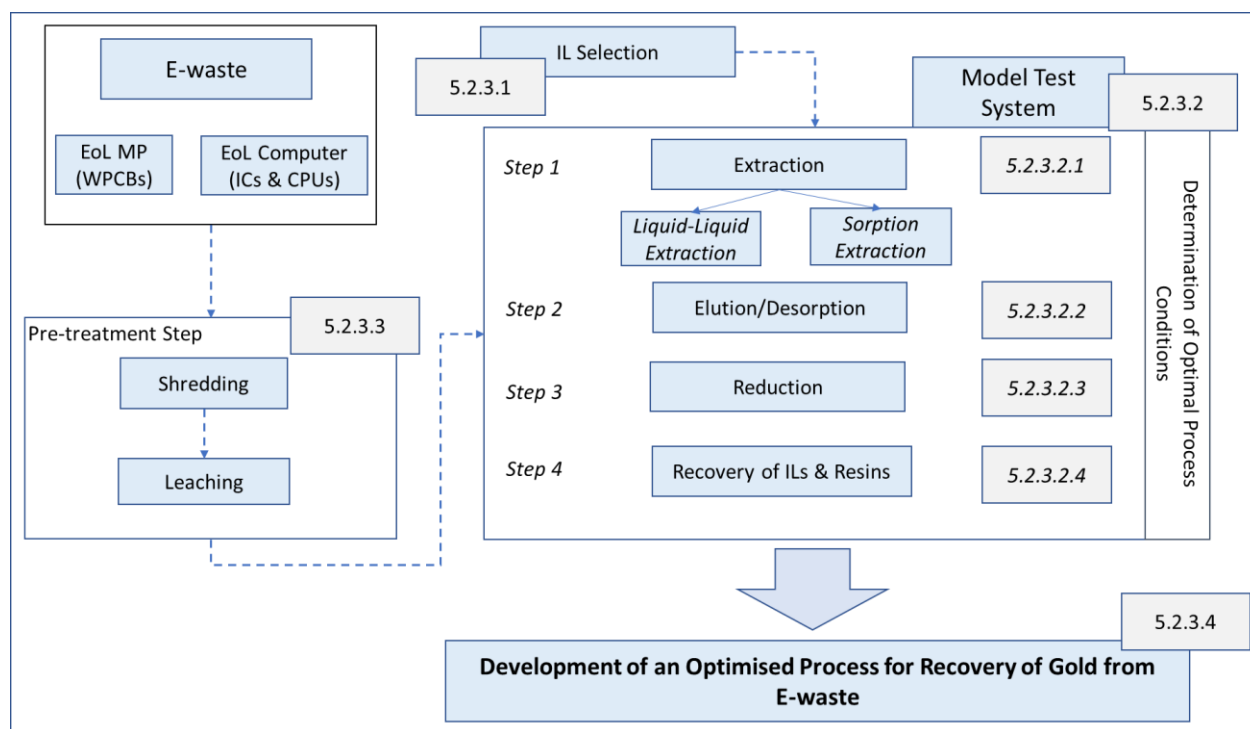 E-waste
EoL MP
(WPCBs)
EoL Computer
(ICs & CPUs)
Pre-treatment Step
5.2.3.3
Shredding
Leaching
IL Selection
5.2.3.1
Model Test
System
5.2.3.2
Step 1
Extraction
5.2.3.2.1
Liquid-Liquid
Extraction
Sorption
Extraction
Step 2
Elution/Desorption
5.2.3.2.2
Step 3
Reduction
5.2.3.2.3
Step 4
Recovery of ILs & Resins
5.2.3.2.4
Determination of Optimal Process
Conditions
5.2.3.4
Development of an Optimised Process for Recovery of Gold from
E-waste